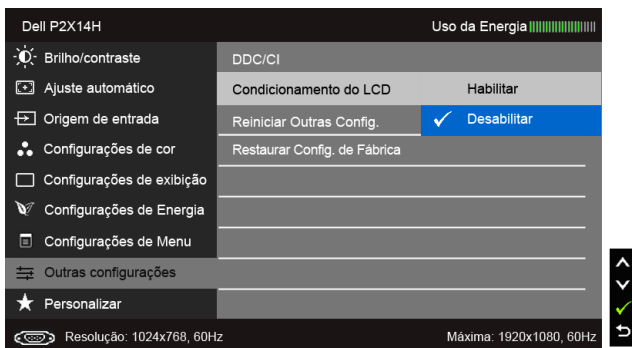 Dell P2X14H Uso da Energia
Brilho/contraste DDC/CI
Ajuste automático Condicionamento do LCD Habilitar
Origem de entrada Reiniciar Outras Config. Desabilitar
Configurações de cor Restaurar Config. de Fábrica
Configurações de exibição
Configurações de Energia
Configurações de Menu
Outras configurações
Personalizar
Resolução: 1024x768, 60Hz Máxima: 1920x1080, 60Hz